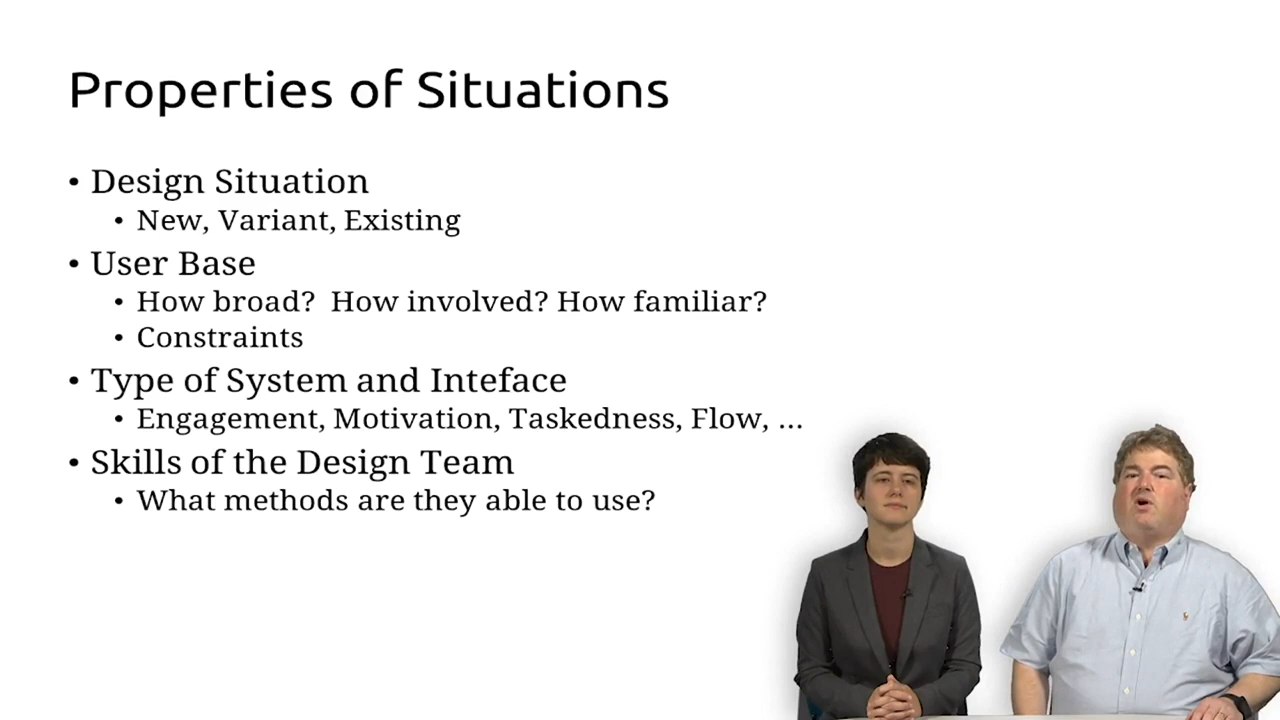 Properties of Situations
• Design Situation
• New, Variant, Existing
• User Base
• How broad?  How involved? How familiar?
• Constraints
• Type of System and Inteface
• Engagement, Motivation, Taskedness, Flow, ...
• Skills of the Design Team
• What methods are they able to use?